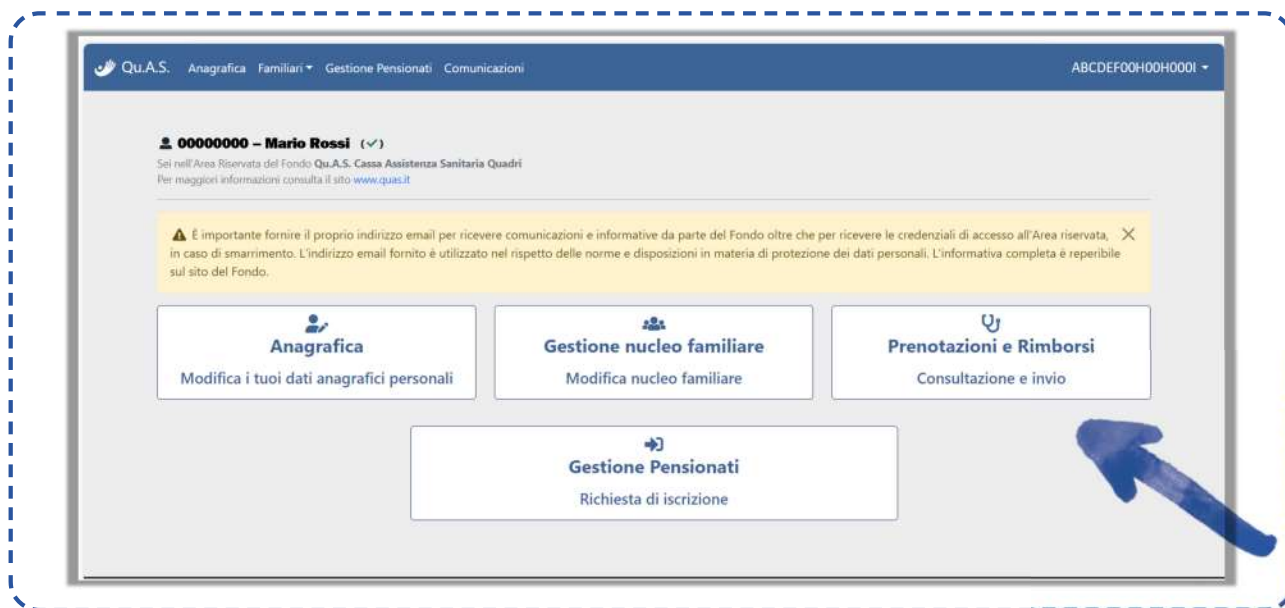 Qu.A.S. Anagrafica Familiari Gestione Pensionati Comunicazioni ABCDEF00H00H000I
00000000 – Mario Rossi (✓)
Sei nell'Area Riservata del Fondo Qu.A.S. Cassa Assistenza Sanitaria Quadri
Per maggiori informazioni consulta il sito www.quas.it
È importante fornire il proprio indirizzo email per ricevere comunicazioni e informative da parte del Fondo oltre che per ricevere le credenziali di accesso all'Area riservata,
in caso di smarrimento. L'indirizzo email fornito è utilizzato nel rispetto delle norme e disposizioni in materia di protezione dei dati personali. L'informativa completa è reperibile
sul sito del Fondo.
Anagrafica
Modifica i tuoi dati anagrafici personali
Gestione nucleo familiare
Modifica nucleo familiare
Prenotazioni e Rimborsi
Consultazione e invio
Gestione Pensionati
Richiesta di iscrizione